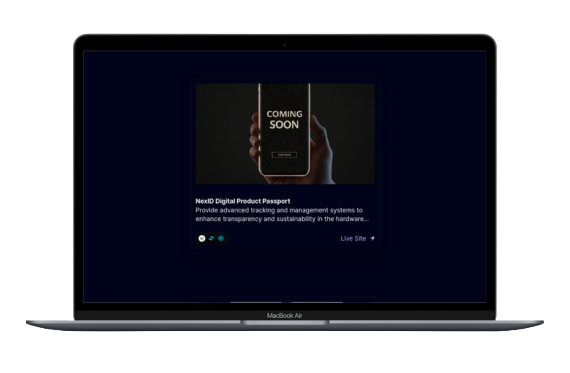 COMING
SOON
NexID Digital Product Passport
Provide advanced tracking and management systems to
enhance transparency and sustainability in the hardware...
Live Site
MacBook Air